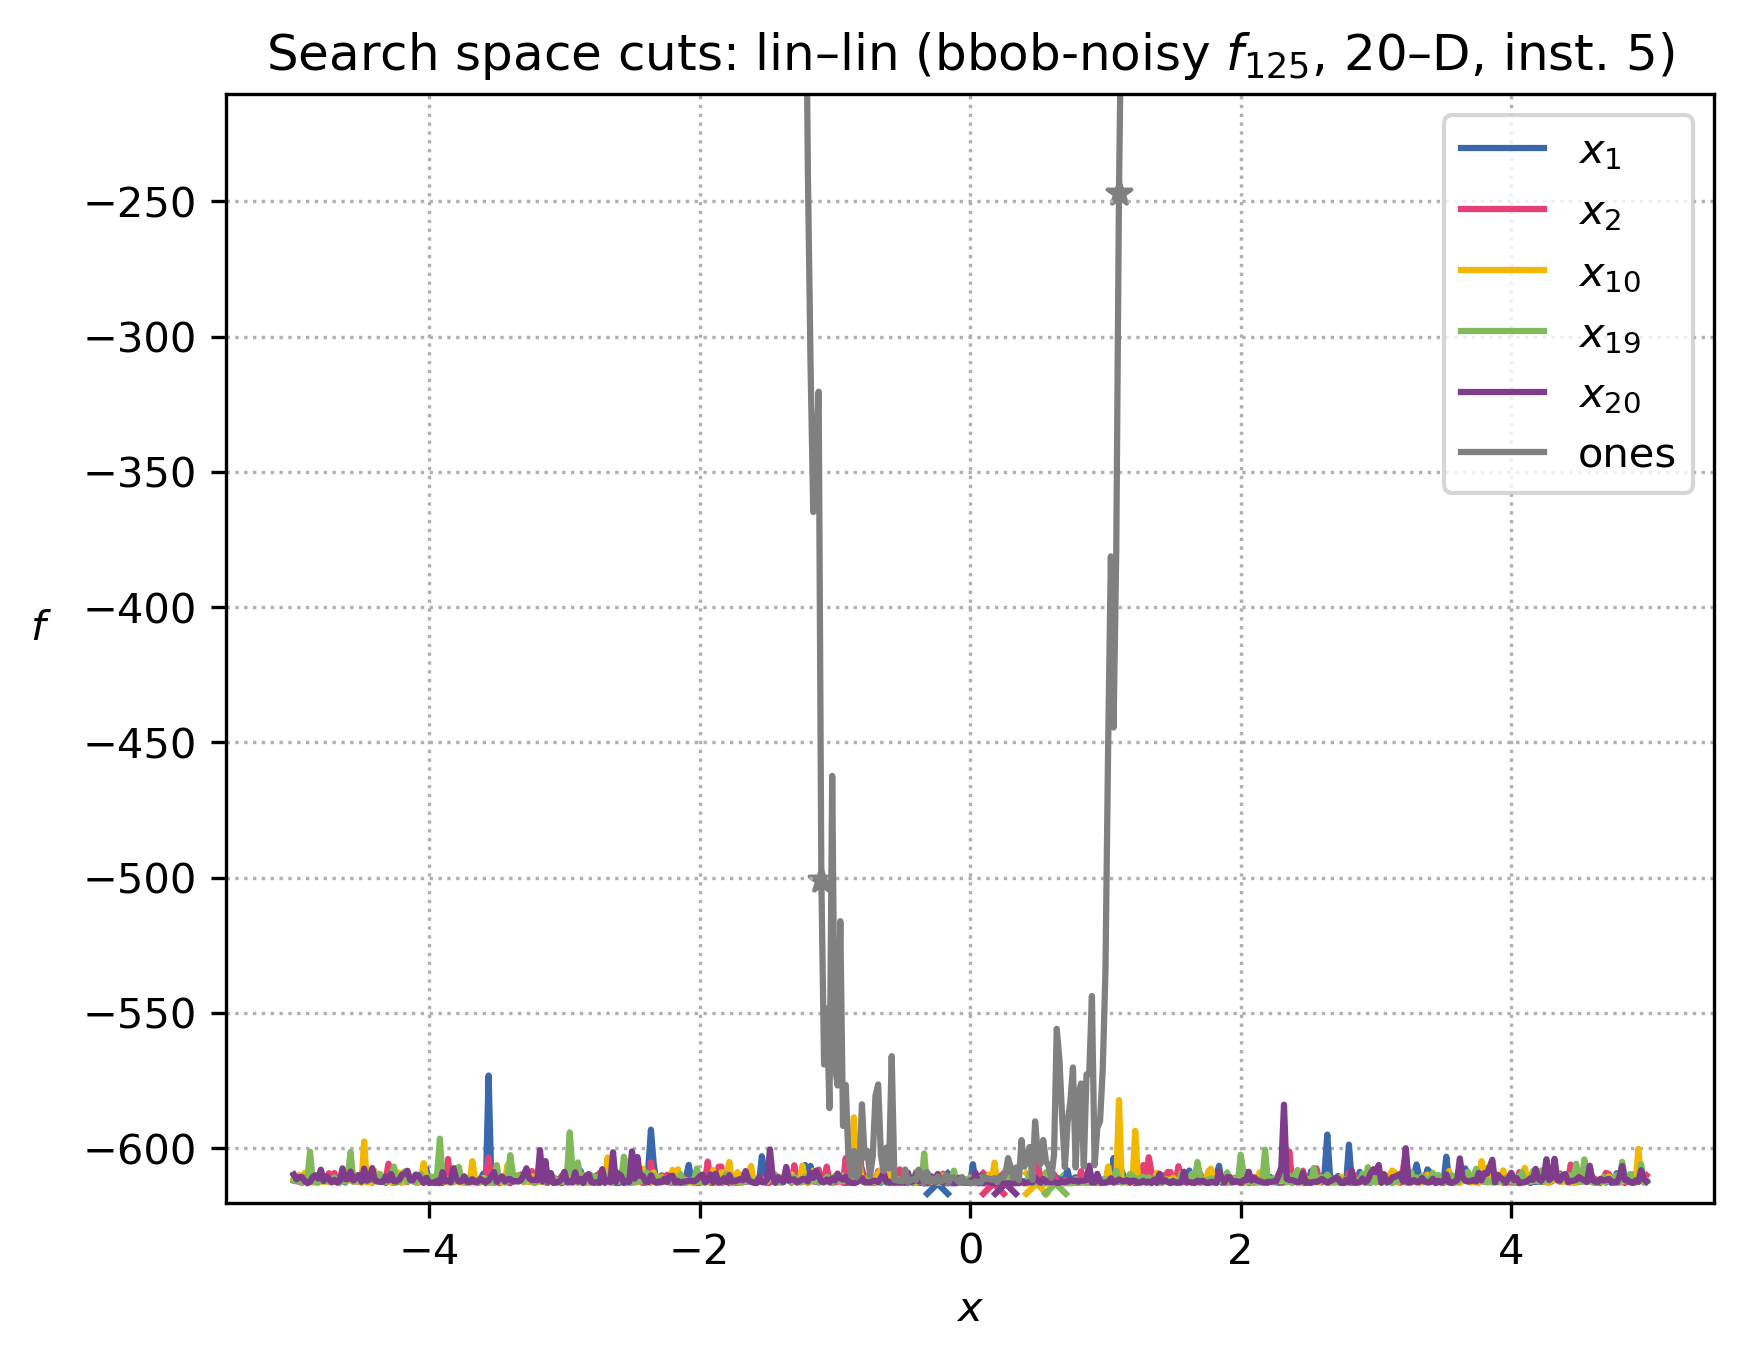 Search space cuts: lin–lin (bbob-noisy f125, 20–D, inst. 5)
x1
x2
x10
x19
x20
ones
f
−250
−300
−350
−400
−450
−500
−550
−600
−4
−2
0
2
4
x